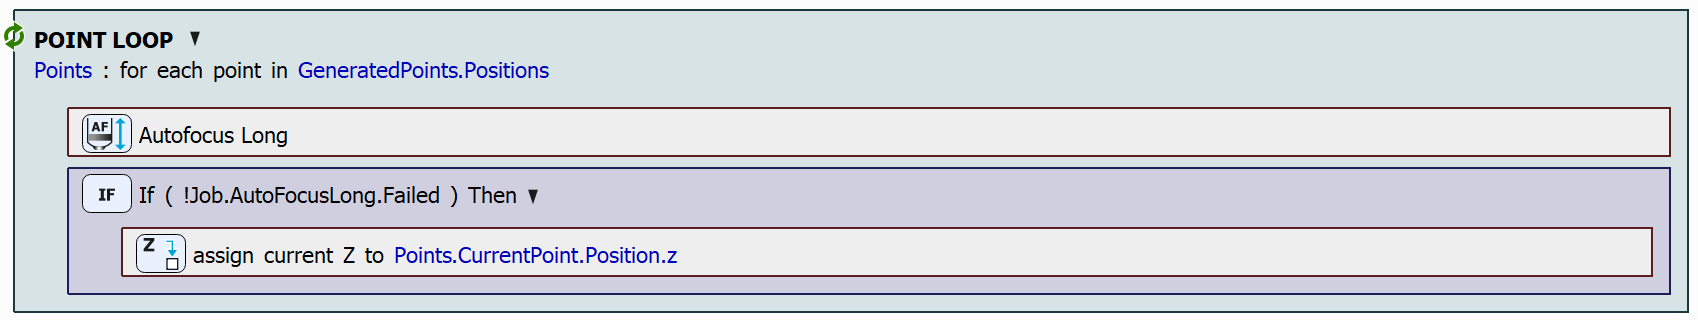 POINT LOOP ▼
Points : for each point in GeneratedPoints.Positions
AF Autofocus Long
IF If ( !Job.AutoFocusLong.Failed ) Then ▼
Z assign current Z to Points.CurrentPoint.Position.z